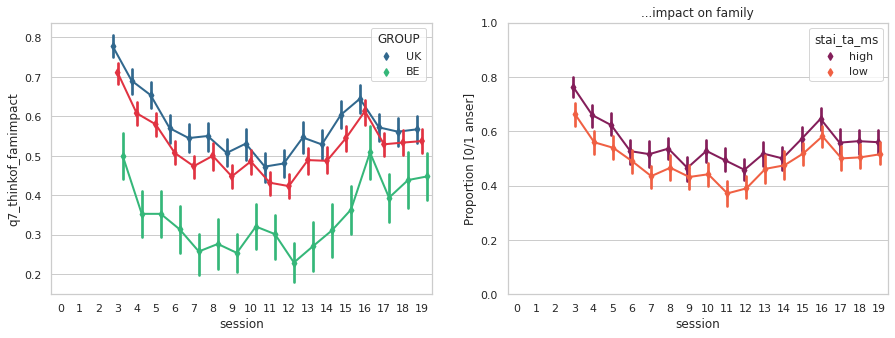 ...impact on family
0.8
0.7
0.6
0.5
0.4
0.3
0.2
q7_thinkof_famimpact
GROUP
UK
BE
0 1 2 3 4 5 6 7 8 9 10 11 12 13 14 15 16 17 18 19
session
1.0
0.8
0.6
0.4
0.2
0.0
Proportion [0/1 anser]
stai_ta_ms
high
low
0 1 2 3 4 5 6 7 8 9 10 11 12 13 14 15 16 17 18 19
session